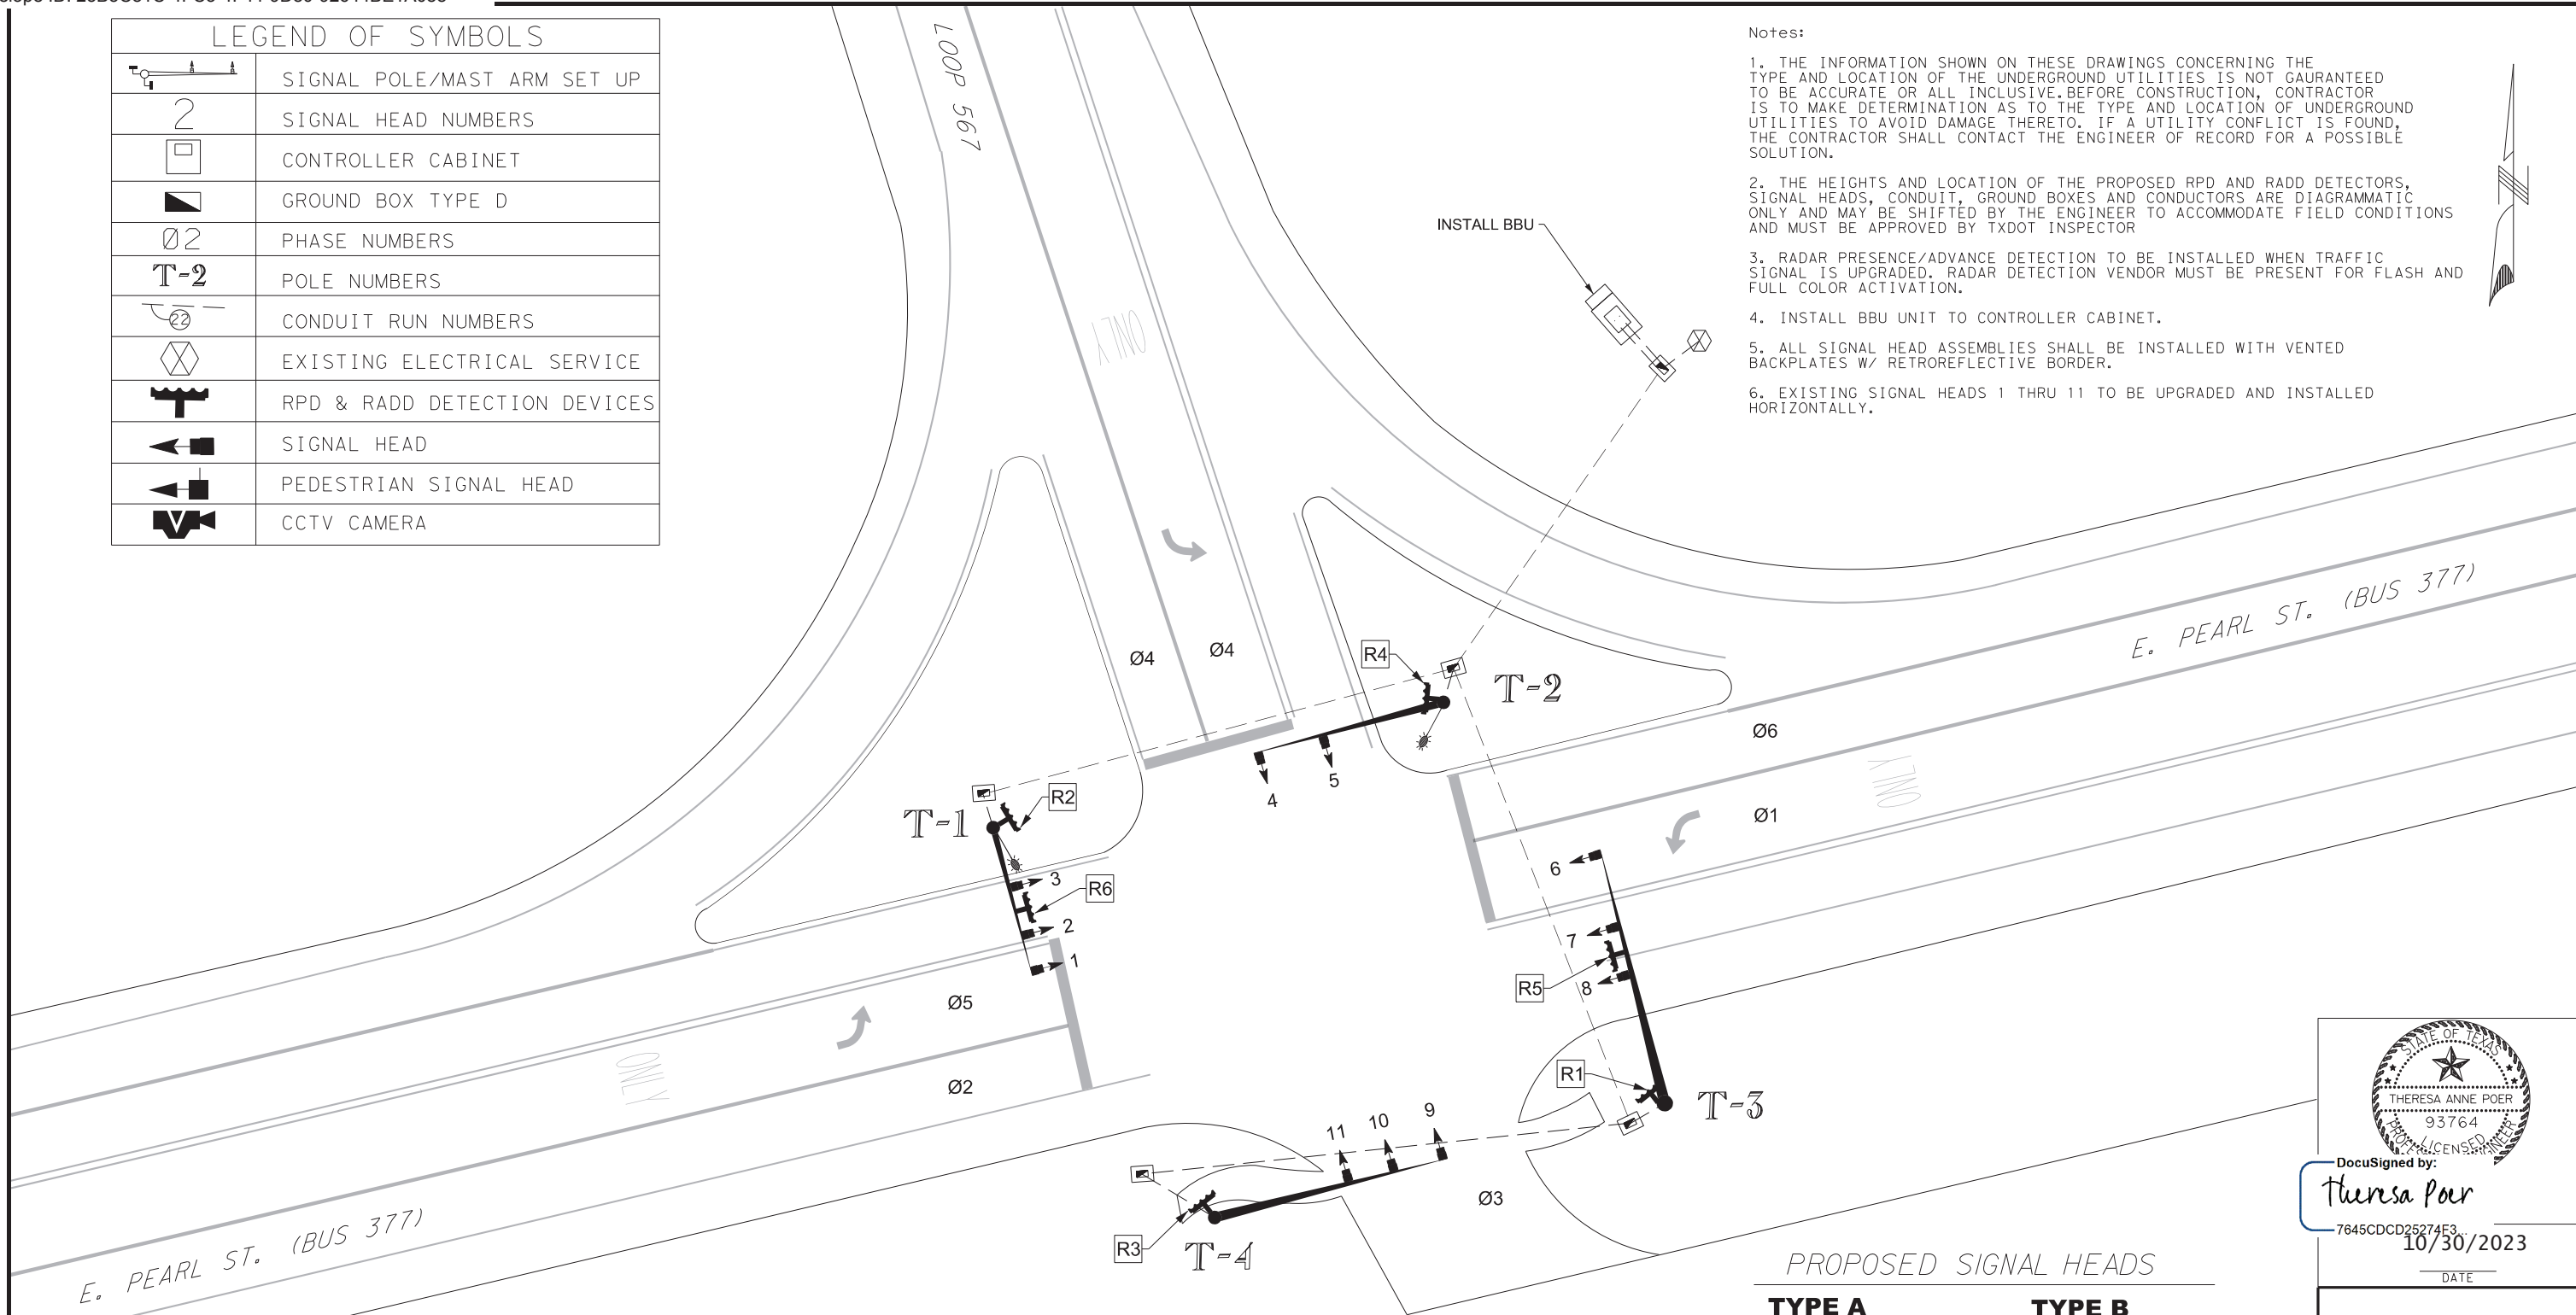 LEGEND OF SYMBOLS
SIGNAL POLE/MAST ARM SET UP
2 SIGNAL HEAD NUMBERS
CONTROLLER CABINET
GROUND BOX TYPE D
Ø2 PHASE NUMBERS
T-2 POLE NUMBERS
22 CONDUIT RUN NUMBERS
EXISTING ELECTRICAL SERVICE
RPD & RADD DETECTION DEVICES
SIGNAL HEAD
PEDESTRIAN SIGNAL HEAD
CCTV CAMERA
LOOP 567
Notes:
1. THE INFORMATION SHOWN ON THESE DRAWINGS CONCERNING THE
TYPE AND LOCATION OF THE UNDERGROUND UTILITIES IS NOT GAURANTEED
TO BE ACCURATE OR ALL INCLUSIVE. BEFORE CONSTRUCTION, CONTRACTOR
IS TO MAKE DETERMINATION AS TO THE TYPE AND LOCATION OF UNDERGROUND
UTILITIES TO AVOID DAMAGE THERETO. IF A UTILITY CONFLICT IS FOUND,
THE CONTRACTOR SHALL CONTACT THE ENGINEER OF RECORD FOR A POSSIBLE
SOLUTION.
2. THE HEIGHTS AND LOCATION OF THE PROPOSED RPD AND RADD DETECTORS,
SIGNAL HEADS, CONDUIT, GROUND BOXES AND CONDUCTORS ARE DIAGRAMMATIC
ONLY AND MAY BE SHIFTED BY THE ENGINEER TO ACCOMMODATE FIELD CONDITIONS
AND MUST BE APPROVED BY TXDOT INSPECTOR
3. RADAR PRESENCE/ADVANCE DETECTION TO BE INSTALLED WHEN TRAFFIC
SIGNAL IS UPGRADED. RADAR DETECTION VENDOR MUST BE PRESENT FOR FLASH AND
FULL COLOR ACTIVATION.
4. INSTALL BBU UNIT TO CONTROLLER CABINET.
5. ALL SIGNAL HEAD ASSEMBLIES SHALL BE INSTALLED WITH VENTED
BACKPLATES W/ RETROREFLECTIVE BORDER.
6. EXISTING SIGNAL HEADS 1 THRU 11 TO BE UPGRADED AND INSTALLED
HORIZONTALLY.
N
INSTALL BBU
ONLY
E. PEARL ST. (BUS 377)
Ø4
Ø4
R4
T-2
Ø6
ONLY
Ø1
4
5
R2
T-1
3
R6
2
1
6
7
R5
8
Ø5
ONLY
Ø2
R1
T-3
11
10
9
Ø3
R3
T-4
E. PEARL ST. (BUS 377)
STATE OF TEXAS
THERESA ANNE POER
93764
LICENSED
DocuSigned by:
Theresa Poer
7645CDCD25274F3...
10/30/2023
DATE
PROPOSED SIGNAL HEADS
TYPE A
TYPE B